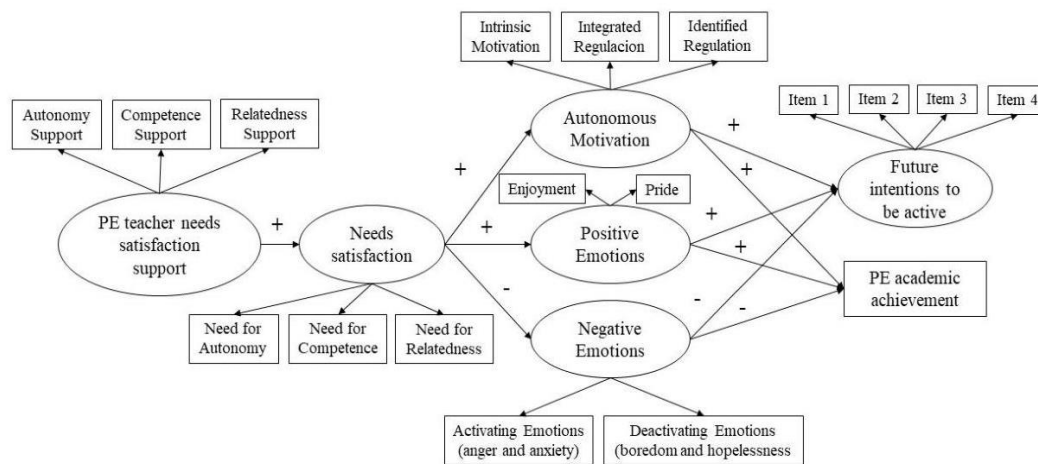 Intrinsic
Motivation
Integrated
Regulacion
Identified
Regulation
Autonomy
Support
Competence
Support
Relatedness
Support
Autonomous
Motivation
Item 1
Item 2
Item 3
Item 4
Future
intentions to
be active
PE teacher needs
satisfaction
support
+
Needs
satisfaction
+
+
-
Enjoyment
Pride
Positive
Emotions
+
+
+
+
-
-
PE academic
achievement
Need for
Autonomy
Need for
Competence
Need for
Relatedness
Negative
Emotions
Activating Emotions
(anger and anxiety)
Deactivating Emotions
(boredom and hopelessness